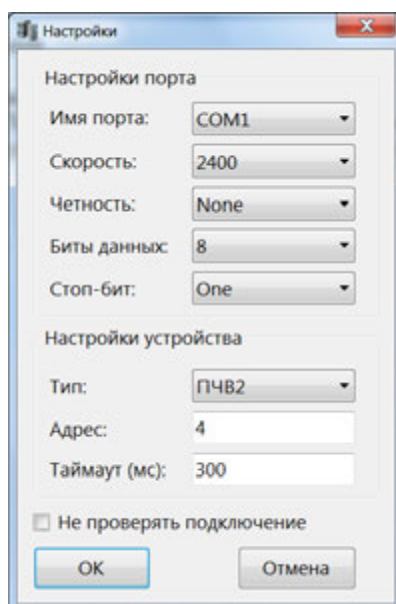 Настройки
Настройки порта
Имя порта: COM1
Скорость: 2400
Четность: None
Биты данных: 8
Стоп-бит: One
Настройки устройства
Тип: ПЧВ2
Адрес: 4
Таймаут (мс): 300
Не проверять подключение
ОК Отмена